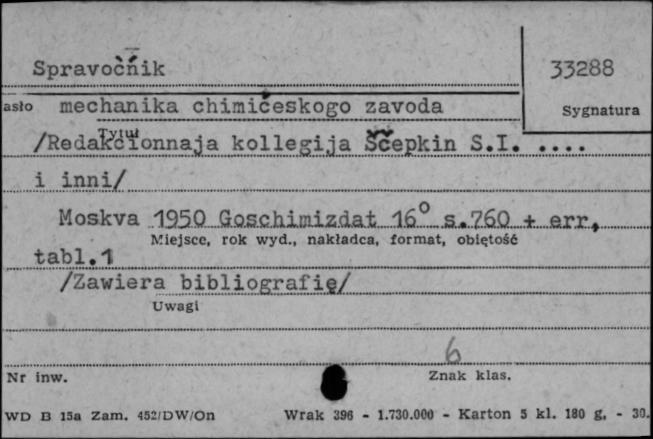 Spravočnik
33288
asło mechanika chimičeskogo zavoda
Sygnatura
Tytuł
/Redakcionnaja kollegija Ščepkin S.I. ....
i inni/
Moskva 1950 Goschimizdat 16° s.760 + err,
Miejsce, rok wyd., nakładca, format, objętość
tabl.1
/Zawiera bibliografię/
Uwagi
6
Nr inw.
Znak klas.
WD B 15a Zam. 452/DW/On Wrak 396 - 1.730.000 - Karton 5 kl. 180 g. - 30.